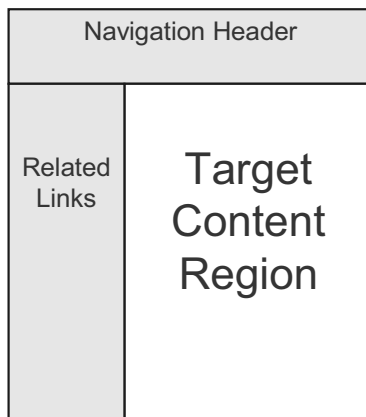 Navigation Header
Related
Links
Target
Content
Region